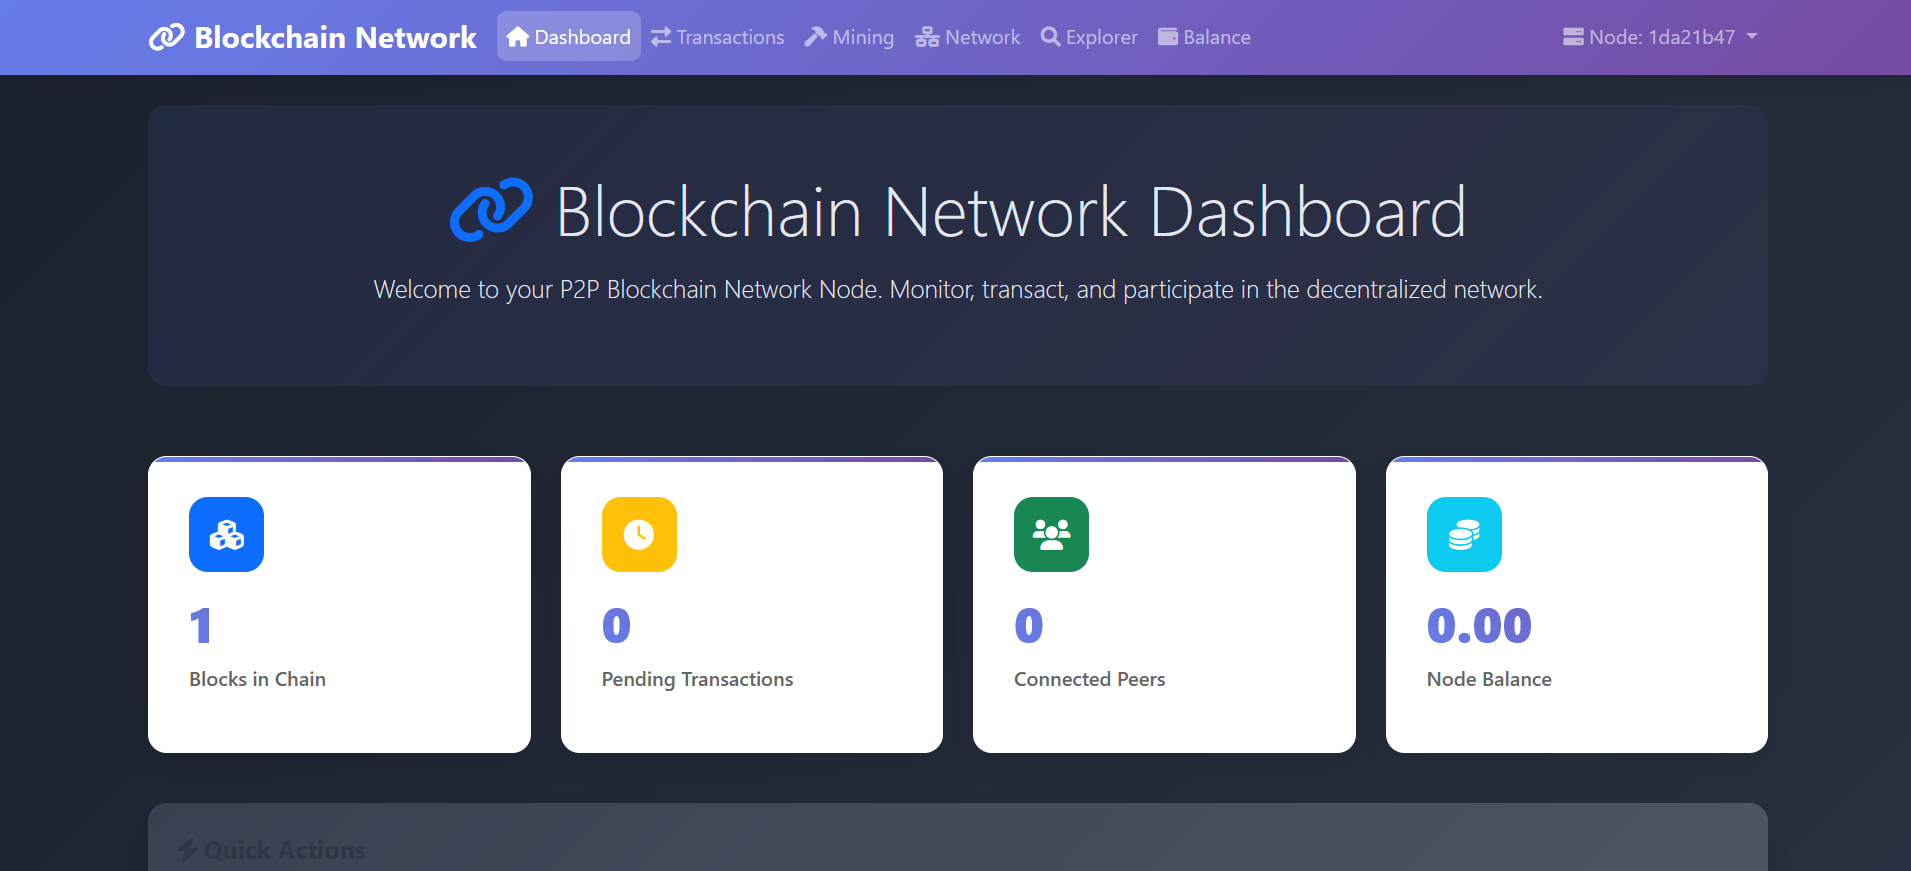 Blockchain Network Dashboard Transactions Mining Network Explorer Balance Node: 1da21b47
Blockchain Network Dashboard
Welcome to your P2P Blockchain Network Node. Monitor, transact, and participate in the decentralized network.
1
Blocks in Chain
0
Pending Transactions
0
Connected Peers
0.00
Node Balance
Quick Actions